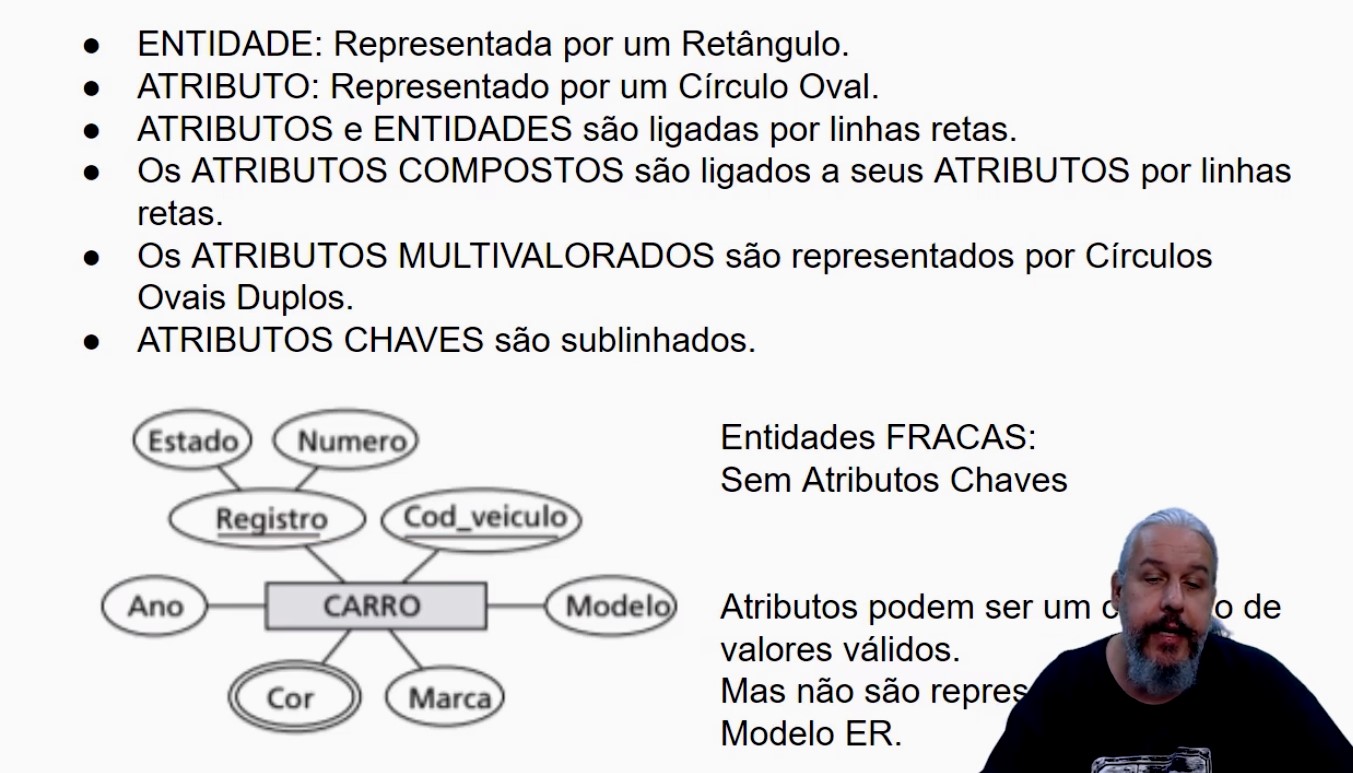 ● ENTIDADE: Representada por um Retângulo.
● ATRIBUTO: Representado por um Círculo Oval.
● ATRIBUTOS e ENTIDADES são ligadas por linhas retas.
● Os ATRIBUTOS COMPOSTOS são ligados a seus ATRIBUTOS por linhas
retas.
● Os ATRIBUTOS MULTIVALORADOS são representados por Círculos
Ovais Duplos.
● ATRIBUTOS CHAVES são sublinhados.
Estado Numero
Registro Cod_veiculo
Ano CARRO Modelo
Cor Marca
Entidades FRACAS:
Sem Atributos Chaves
Atributos podem ser um de
valores válidos.
Mas não são
Modelo ER.